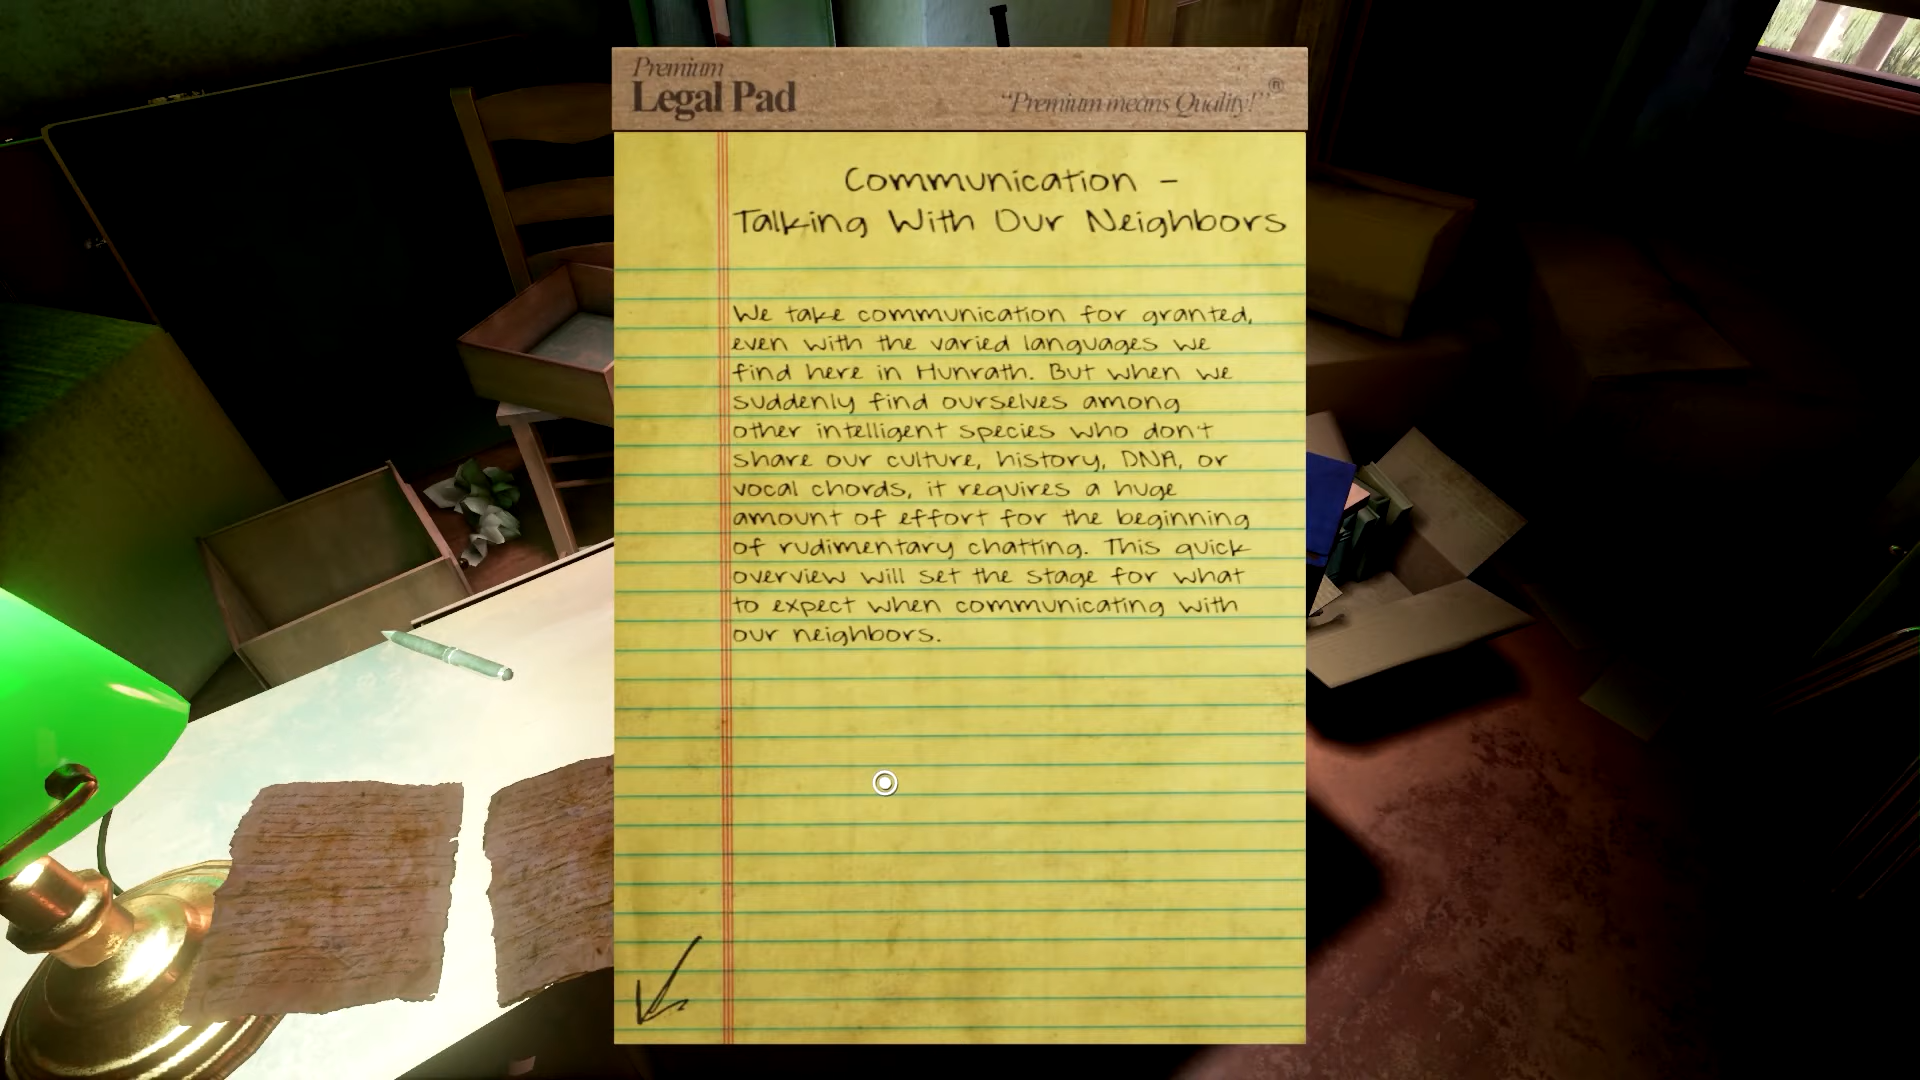 Premium
Legal Pad
"Premium means Quality!"®
Communication -
Talking With Our Neighbors
We take communication for granted,
even with the varied languages we
find here in Hunrath. But when we
suddenly find ourselves among
other intelligent species who don't
share our culture, history, DNA, or
vocal chords, it requires a huge
amount of effort for the beginning
of rudimentary chatting. This quick
overview will set the stage for what
to expect when communicating with
our neighbors.